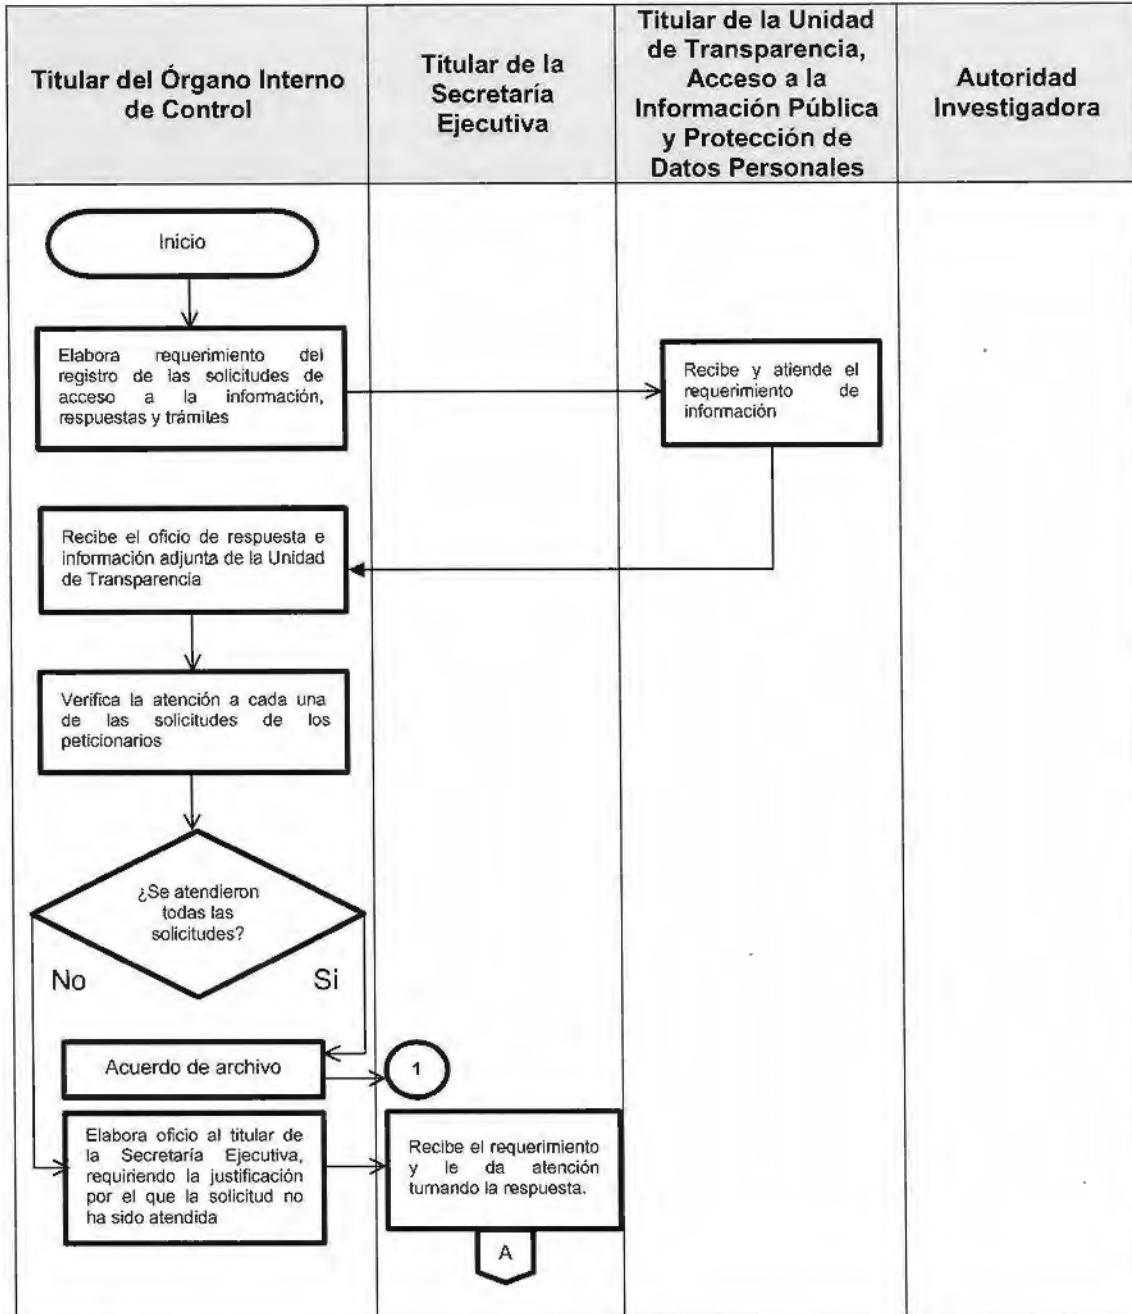 Titular del Órgano Interno
de Control
Titular de la
Secretaría
Ejecutiva
Titular de la Unidad
de Transparencia,
Acceso a la
Información Pública
y Protección de
Datos Personales
Autoridad
Investigadora
Inicio
Elabora requerimiento del
registro de las solicitudes de
acceso a la información,
respuestas y trámites
Recibe y atiende el
requerimiento de
información
Recibe el oficio de respuesta e
información adjunta de la Unidad
de Transparencia
Verifica la atención a cada una
de las solicitudes de los
peticionarios
¿Se atendieron
todas las
solicitudes?
No
Si
Acuerdo de archivo
1
Elabora oficio al titular de
la Secretaría Ejecutiva,
requiriendo la justificación
por el que la solicitud no
ha sido atendida
Recibe el requerimiento
y le da atención
turnando la respuesta.
A